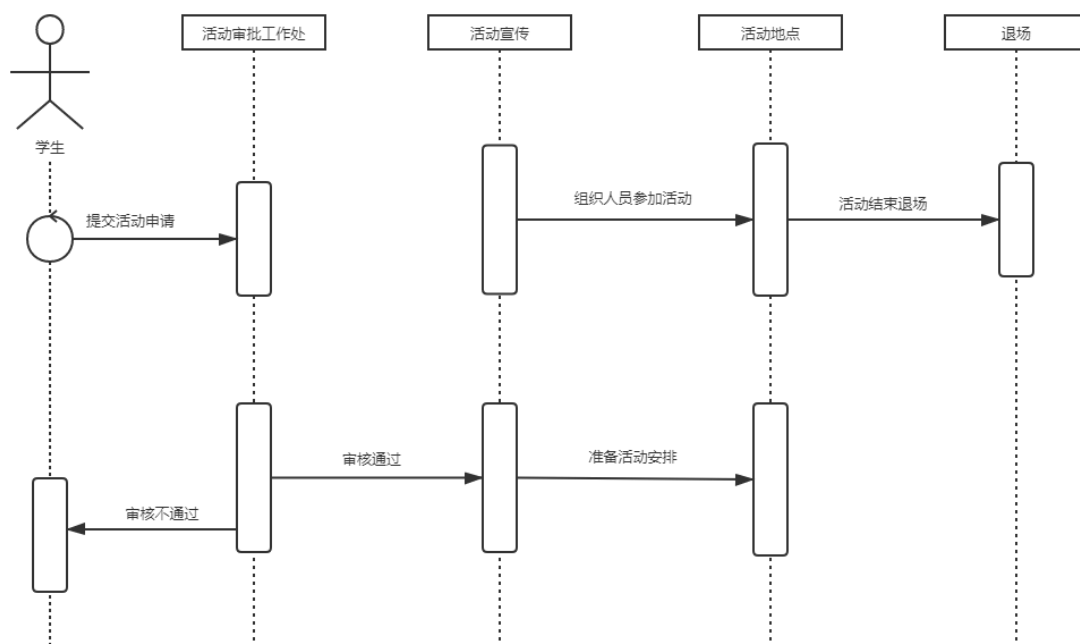 活动审批工作处
活动宣传
活动地点
退场
学生
组织人员参加活动
活动结束退场
提交活动申请
审核通过
准备活动安排
审核不通过